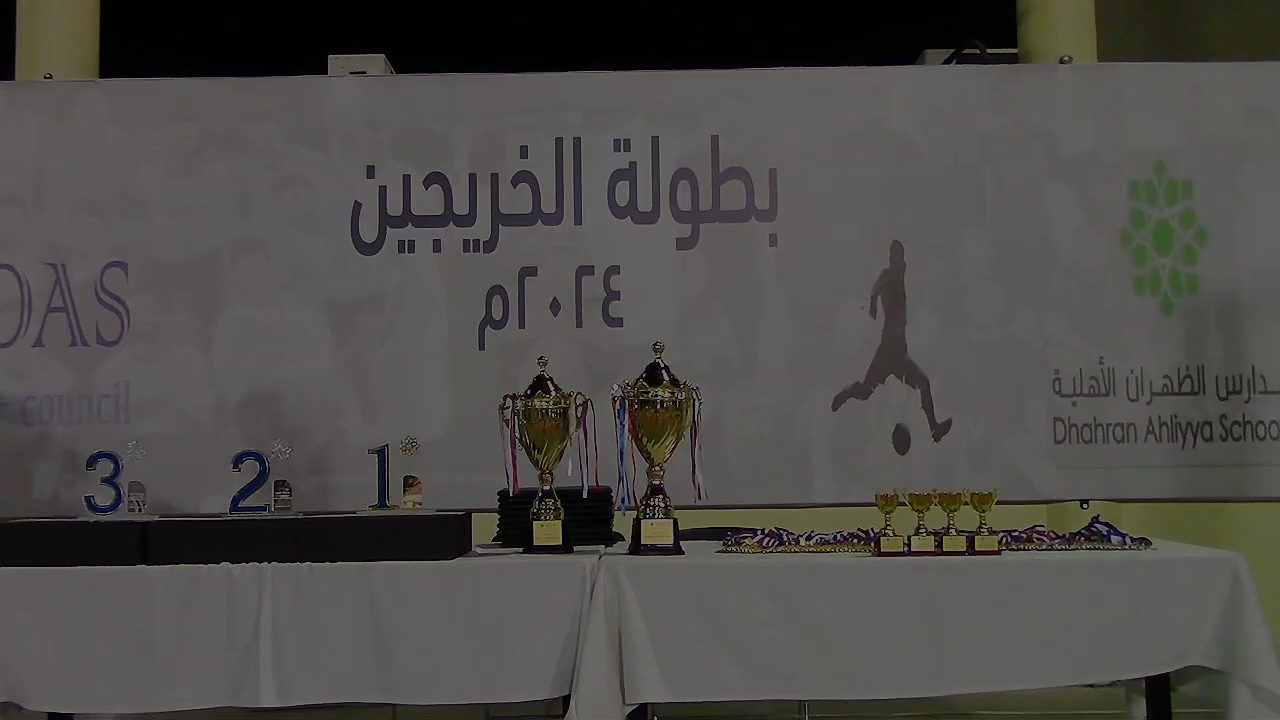 بطولة الخريجين
٢٠٢٤م
DAS
council
مدارس الظهران الأهلية
Dhahran Ahliyya Schoo
3 2 1